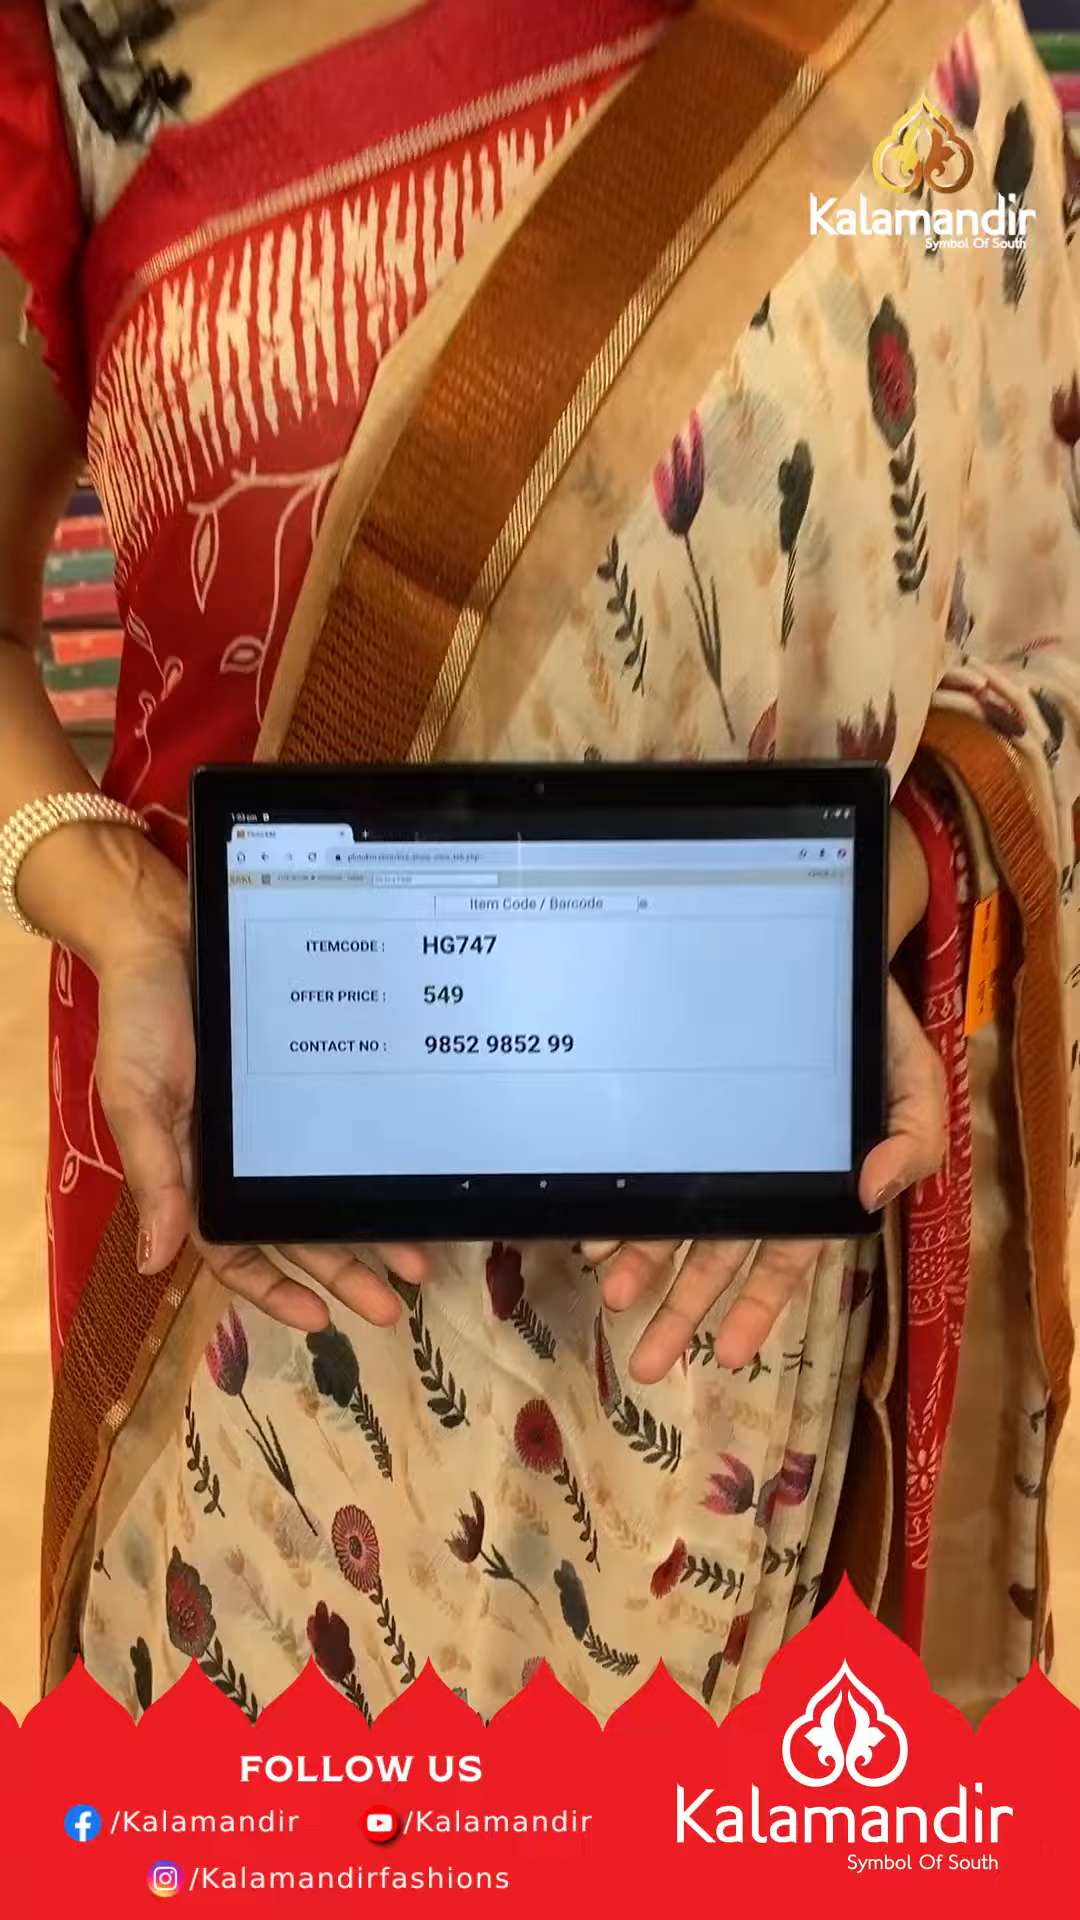 Kalamandir
Symbol Of South
Item Code / Barcode
ITEMCODE : HG747
OFFER PRICE : 549
CONTACT NO : 9852 9852 99
FOLLOW US
/Kalamandir /Kalamandir
/Kalamandirfashions
Kalamandir
Symbol Of South